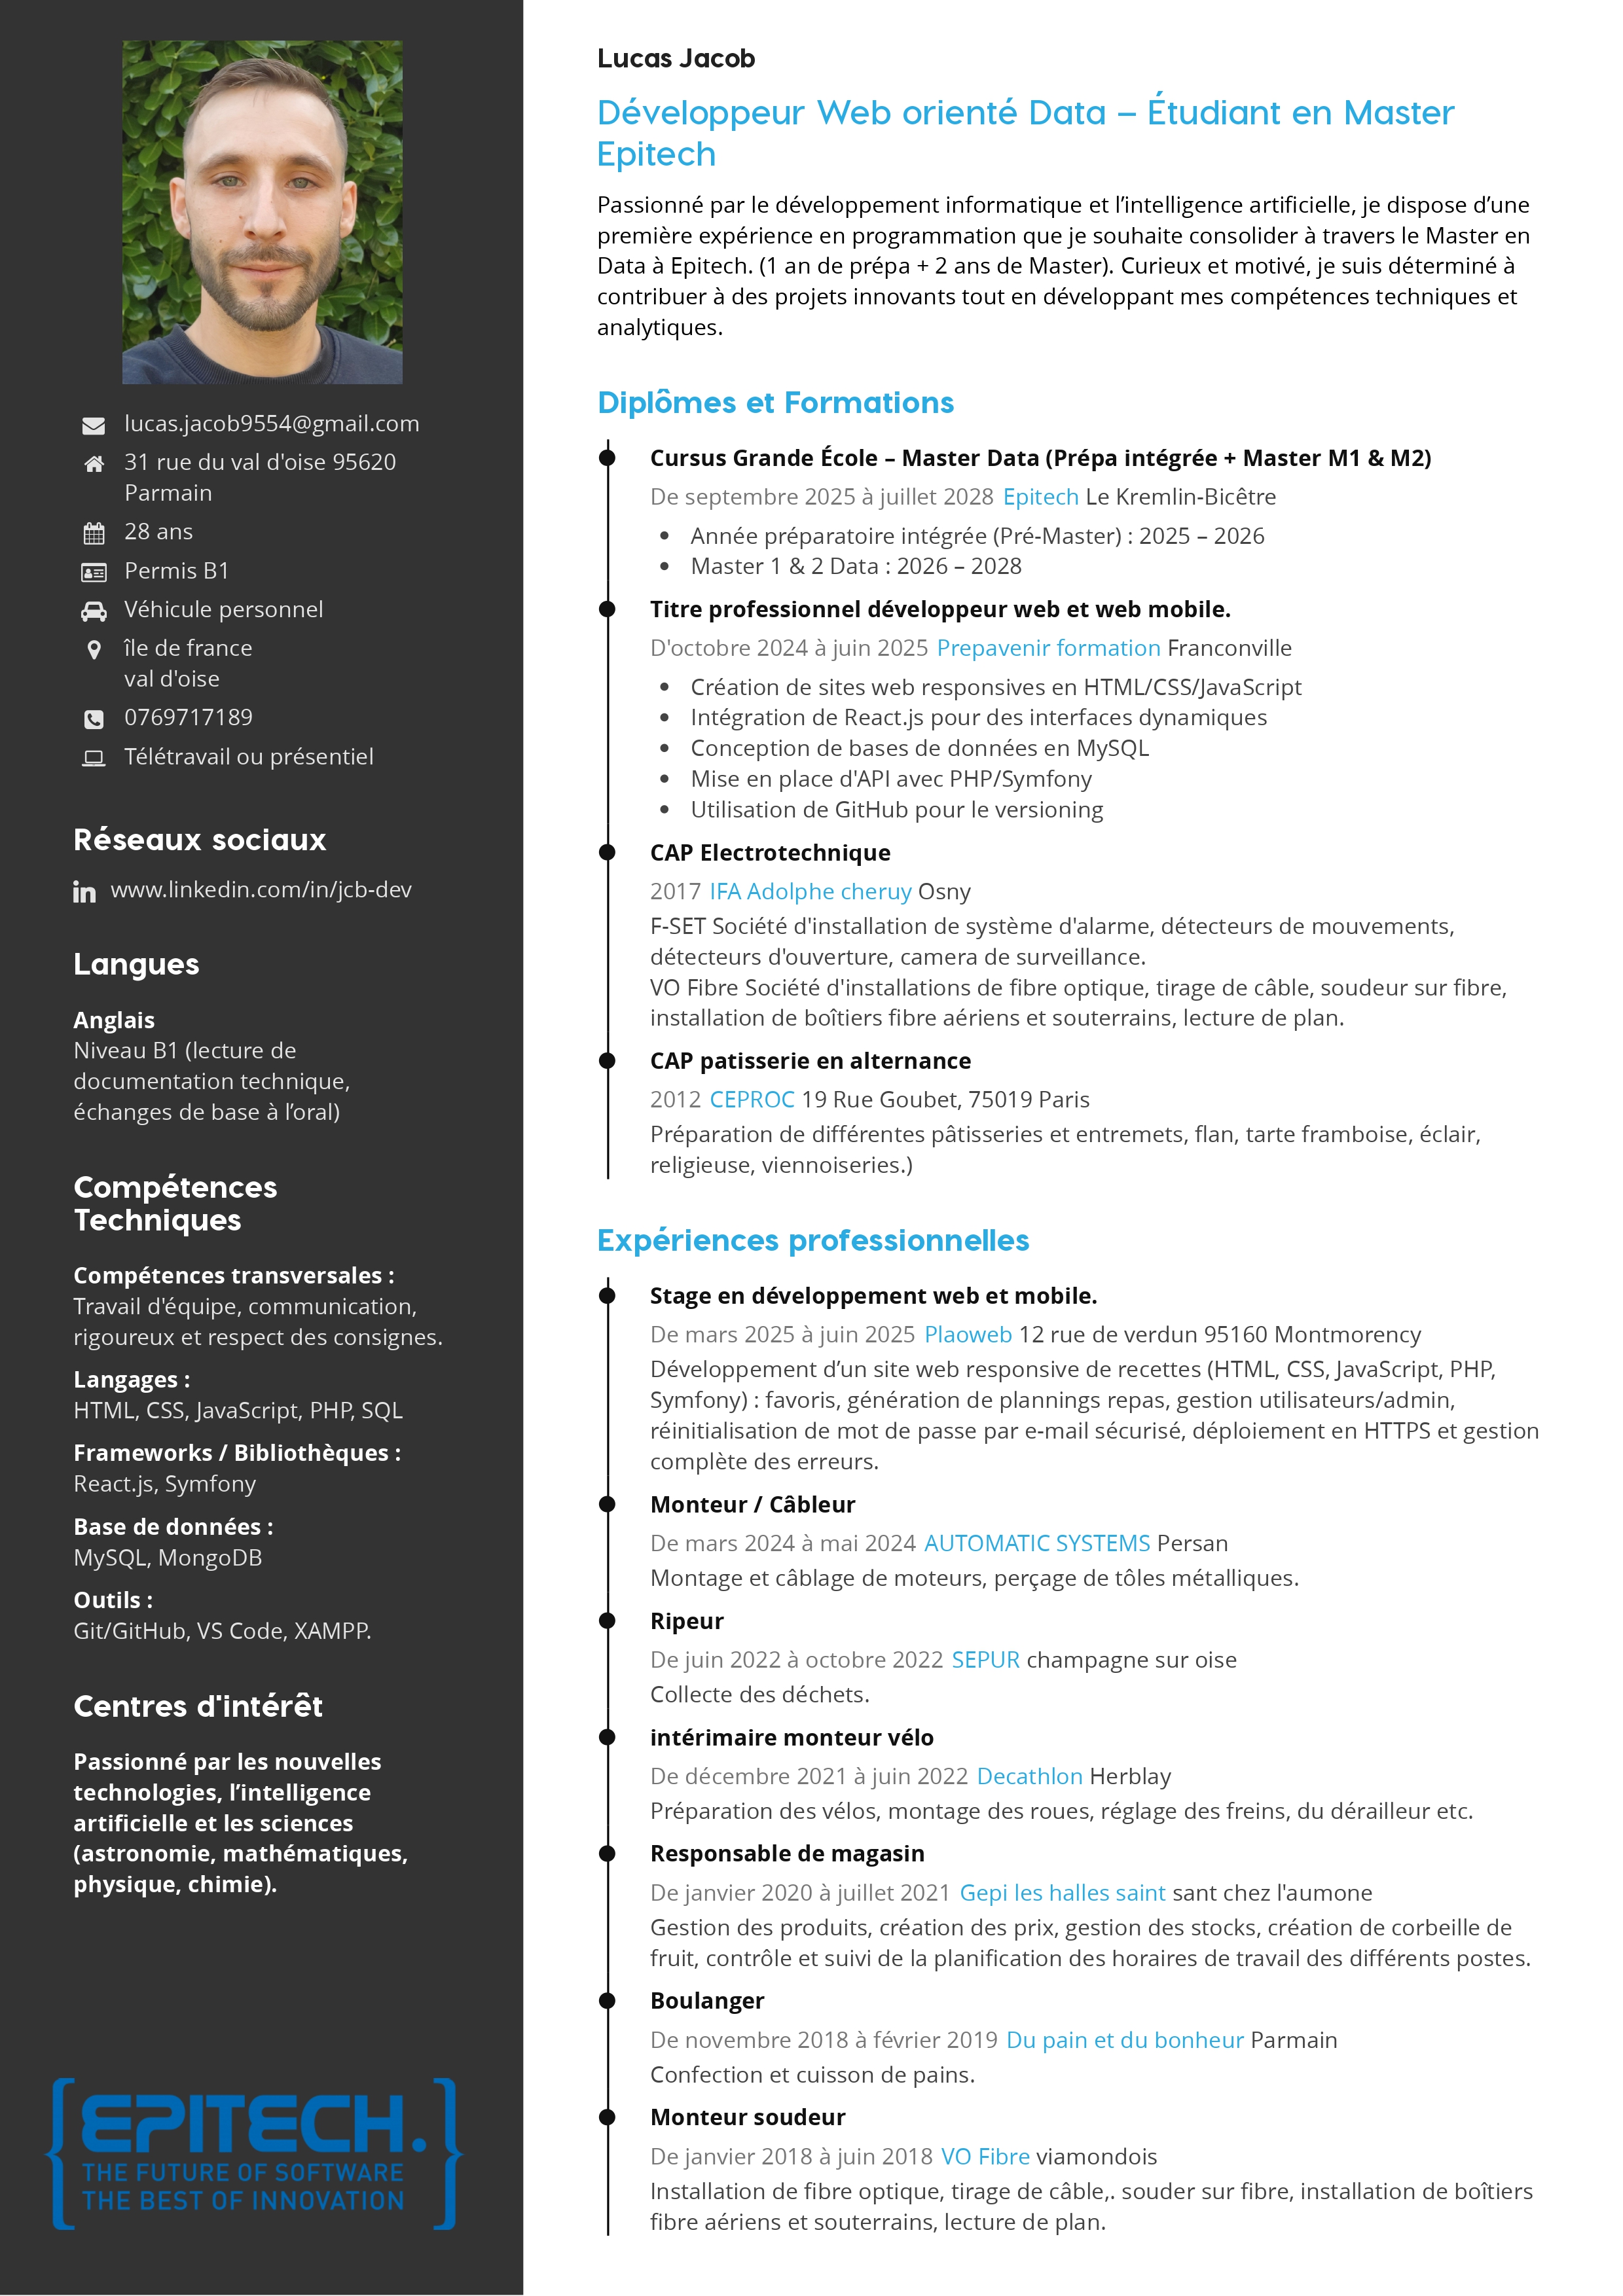 lucas.jacob9554@gmail.com
31 rue du val d'oise 95620
Parmain
28 ans
Permis B1
Véhicule personnel
île de france
val d'oise
0769717189
Télétravail ou présentiel
Réseaux sociaux
www.linkedin.com/in/jcb-dev
Langues
Anglais
Niveau B1 (lecture de
documentation technique,
échanges de base à l’oral)
Compétences
Techniques
Compétences transversales :
Travail d'équipe, communication,
rigoureux et respect des consignes.
Langages :
HTML, CSS, JavaScript, PHP, SQL
Frameworks / Bibliothèques :
React.js, Symfony
Base de données :
MySQL, MongoDB
Outils :
Git/GitHub, VS Code, XAMPP.
Centres d'intérêt
Passionné par les nouvelles
technologies, l’intelligence
artificielle et les sciences
(astronomie, mathématiques,
physique, chimie).
{EPITECH.}
THE FUTURE OF SOFTWARE
THE BEST OF INNOVATION
Lucas Jacob
Développeur Web orienté Data – Étudiant en Master
Epitech
Passionné par le développement informatique et l’intelligence artificielle, je dispose d’une
première expérience en programmation que je souhaite consolider à travers le Master en
Data à Epitech. (1 an de prépa + 2 ans de Master). Curieux et motivé, je suis déterminé à
contribuer à des projets innovants tout en développant mes compétences techniques et
analytiques.
Diplômes et Formations
Cursus Grande École – Master Data (Prépa intégrée + Master M1 & M2)
De septembre 2025 à juillet 2028 Epitech Le Kremlin-Bicêtre
• Année préparatoire intégrée (Pré-Master) : 2025 – 2026
• Master 1 & 2 Data : 2026 – 2028
Titre professionnel développeur web et web mobile.
D'octobre 2024 à juin 2025 Prepavenir formation Franconville
• Création de sites web responsives en HTML/CSS/JavaScript
• Intégration de React.js pour des interfaces dynamiques
• Conception de bases de données en MySQL
• Mise en place d'API avec PHP/Symfony
• Utilisation de GitHub pour le versioning
CAP Electrotechnique
2017 IFA Adolphe cheruy Osny
F-SET Société d'installation de système d'alarme, détecteurs de mouvements,
détecteurs d'ouverture, camera de surveillance.
VO Fibre Société d'installations de fibre optique, tirage de câble, soudeur sur fibre,
installation de boîtiers fibre aériens et souterrains, lecture de plan.
CAP patisserie en alternance
2012 CEPROC 19 Rue Goubet, 75019 Paris
Préparation de différentes pâtisseries et entremets, flan, tarte framboise, éclair,
religieuse, viennoiseries.)
Expériences professionnelles
Stage en développement web et mobile.
De mars 2025 à juin 2025 Plaoweb 12 rue de verdun 95160 Montmorency
Développement d’un site web responsive de recettes (HTML, CSS, JavaScript, PHP,
Symfony) : favoris, génération de plannings repas, gestion utilisateurs/admin,
réinitialisation de mot de passe par e-mail sécurisé, déploiement en HTTPS et gestion
complète des erreurs.
Monteur / Câbleur
De mars 2024 à mai 2024 AUTOMATIC SYSTEMS Persan
Montage et câblage de moteurs, perçage de tôles métalliques.
Ripeur
De juin 2022 à octobre 2022 SEPUR champagne sur oise
Collecte des déchets.
intérimaire monteur vélo
De décembre 2021 à juin 2022 Decathlon Herblay
Préparation des vélos, montage des roues, réglage des freins, du dérailleur etc.
Responsable de magasin
De janvier 2020 à juillet 2021 Gepi les halles saint sant chez l'aumone
Gestion des produits, création des prix, gestion des stocks, création de corbeille de
fruit, contrôle et suivi de la planification des horaires de travail des différents postes.
Boulanger
De novembre 2018 à février 2019 Du pain et du bonheur Parmain
Confection et cuisson de pains.
Monteur soudeur
De janvier 2018 à juin 2018 VO Fibre viamondois
Installation de fibre optique, tirage de câble,. souder sur fibre, installation de boîtiers
fibre aériens et souterrains, lecture de plan.